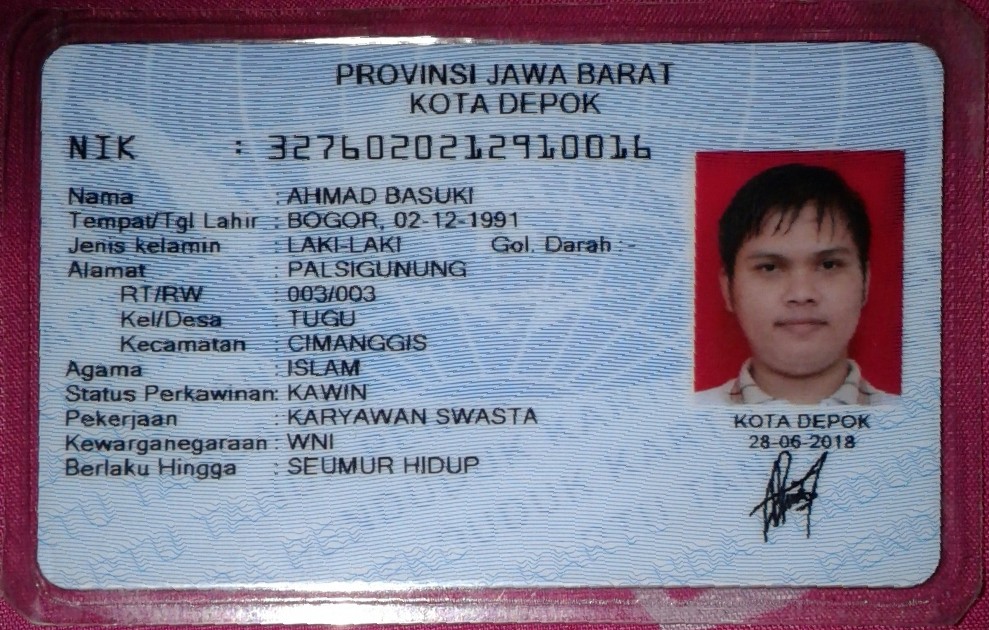 PROVINSI JAWA BARAT
KOTA DEPOK
NIK : 3276020212910016
Nama : AHMAD BASUKI
Tempat/Tgl Lahir : BOGOR, 02-12-1991
Jenis kelamin : LAKI-LAKI Gol. Darah : -
Alamat : PALSIGUNUNG
RT/RW : 003/003
Kel/Desa : TUGU
Kecamatan : CIMANGGIS
Agama : ISLAM
Status Perkawinan: KAWIN
Pekerjaan : KARYAWAN SWASTA
Kewarganegaraan : WNI
Berlaku Hingga : SEUMUR HIDUP
KOTA DEPOK
28-06-2018